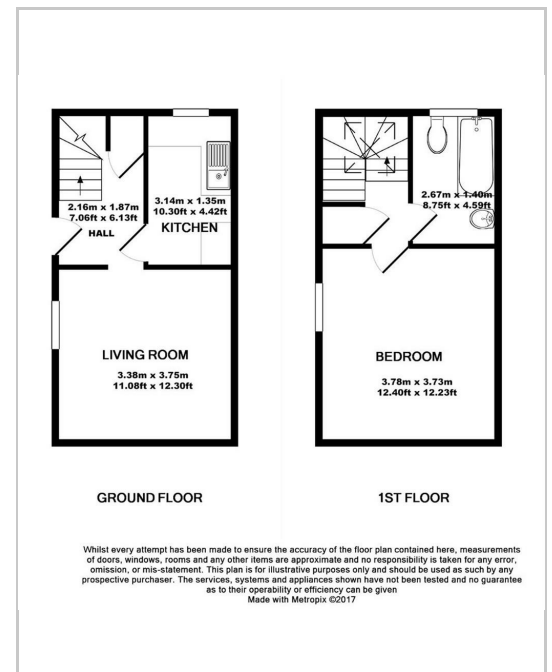 2.16m x 1.87m
7.06ft x 6.13ft
HALL
3.14m x 1.35m
10.30ft x 4.42ft
KITCHEN
LIVING ROOM
3.38m x 3.75m
11.08ft x 12.30ft
GROUND FLOOR
2.67m x 1.40m
8.75ft x 4.59ft
BEDROOM
3.78m x 3.73m
12.40ft x 12.23ft
1ST FLOOR
Whilst every attempt has been made to ensure the accuracy of the floor plan contained here, measurements
of doors, windows, rooms and any other items are approximate and no responsibility is taken for any error,
omission, or mis-statement. This plan is for illustrative purposes only and should be used as such by any
prospective purchaser. The services, systems and appliances shown have not been tested and no guarantee
as to their operability or efficiency can be given
Made with Metropix ©2017